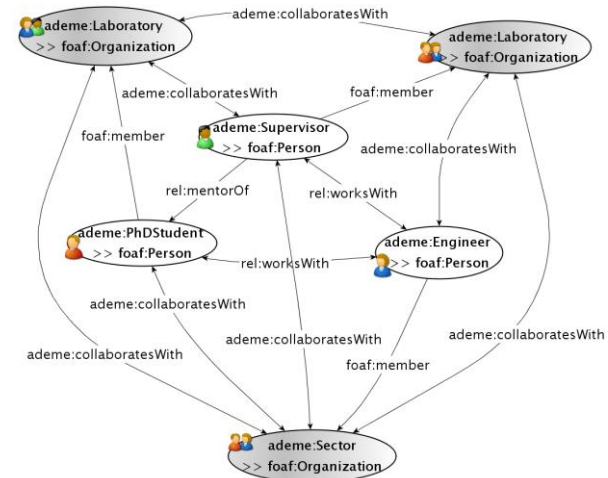 ademe:collaboratesWith
ademe:Laboratory
>> foaf:Organization
ademe:Laboratory
>> foaf:Organization
ademe:collaboratesWith
foaf:member
foaf:member
ademe:Supervisor
>> foaf:Person
ademe:collaboratesWith
rel:mentorOf
rel:worksWith
ademe:PhDStudent
>> foaf:Person
ademe:Engineer
>> foaf:Person
rel:worksWith
ademe:collaboratesWith
ademe:collaboratesWith
ademe:collaboratesWith
ademe:collaboratesWith
foaf:member
ademe:Sector
>> foaf:Organization